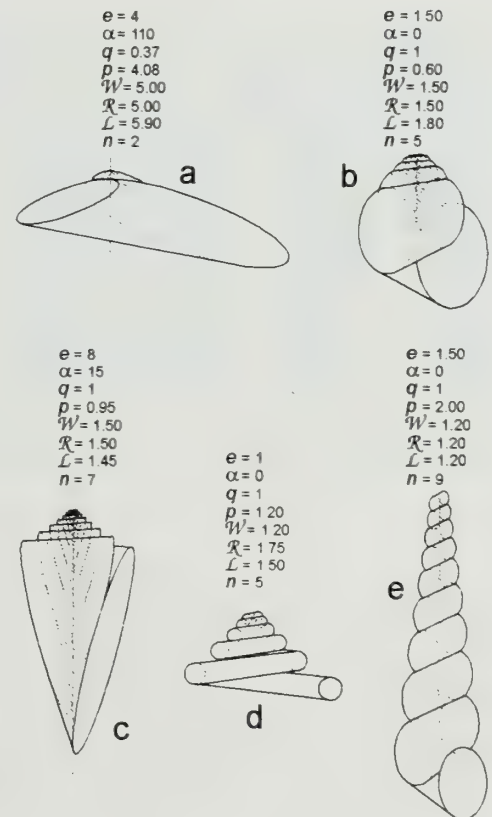 e = 4
α = 110
q = 0.37
p = 4.08
W = 5.00
R = 5.00
L = 5.90
n = 2
a
e = 1 50
α = 0
q = 1
p = 0.60
W = 1.50
R = 1.50
L = 1.80
n = 5
b
e = 8
α = 15
q = 1
p = 0.95
W = 1.50
R = 1.50
L = 1.45
n = 7
c
e = 1
α = 0
q = 1
p = 1 20
W = 1 20
R = 1 75
L = 1 50
n = 5
d
e = 1.50
α = 0
q = 1
p = 2.00
W = 1.20
R = 1.20
L = 1.20
n = 9
e